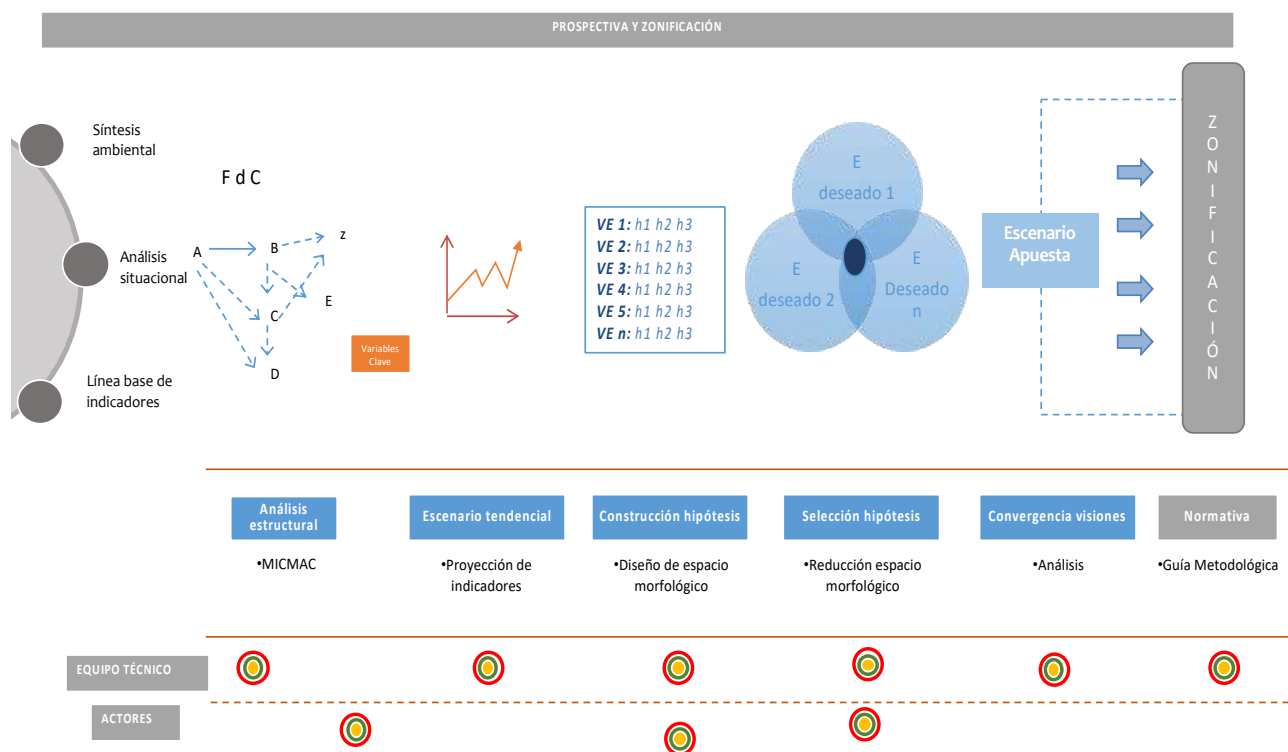 PROSPECTIVA Y ZONIFICACIÓN
Síntesis
ambiental
F d C
Análisis
situacional
A
B
z
C
E
D
Línea base de
indicadores
Variables
Clave
VE 1: h1 h2 h3
VE 2: h1 h2 h3
VE 3: h1 h2 h3
VE 4: h1 h2 h3
VE 5: h1 h2 h3
VE n: h1 h2 h3
E
deseado 1
E
deseado 2
E
Deseado
n
Escenario
Apuesta
ZONIFICACIÓN
Análisis
estructural
•MICMAC
Escenario tendencial
•Proyección de
indicadores
Construcción hipótesis
•Diseño de espacio
morfológico
Selección hipótesis
•Reducción espacio
morfológico
Convergencia visiones
•Análisis
Normativa
•Guía Metodológica
EQUIPO TÉCNICO
ACTORES